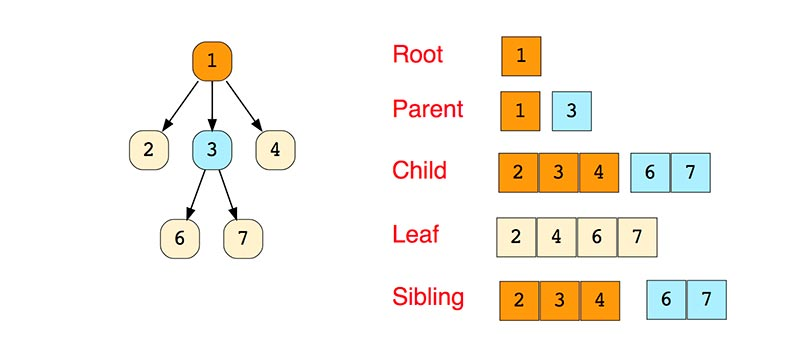 1
2 3 4
6 7
Root 1
Parent 1 3
Child 2 3 4 6 7
Leaf 2 4 6 7
Sibling 2 3 4 6 7